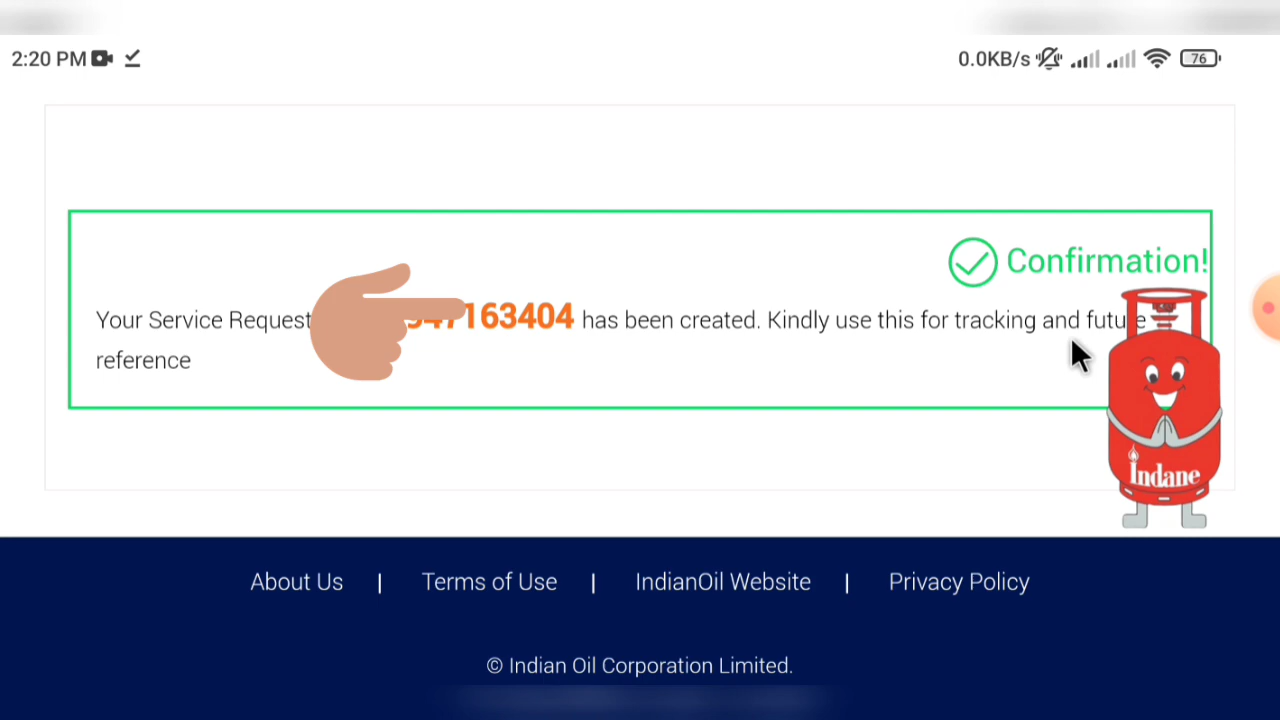 2:20 PM
0.0KB/s
76
Confirmation!
Your Service Request 163404 has been created. Kindly use this for tracking and future
reference
Indane
About Us | Terms of Use | IndianOil Website | Privacy Policy
© Indian Oil Corporation Limited.